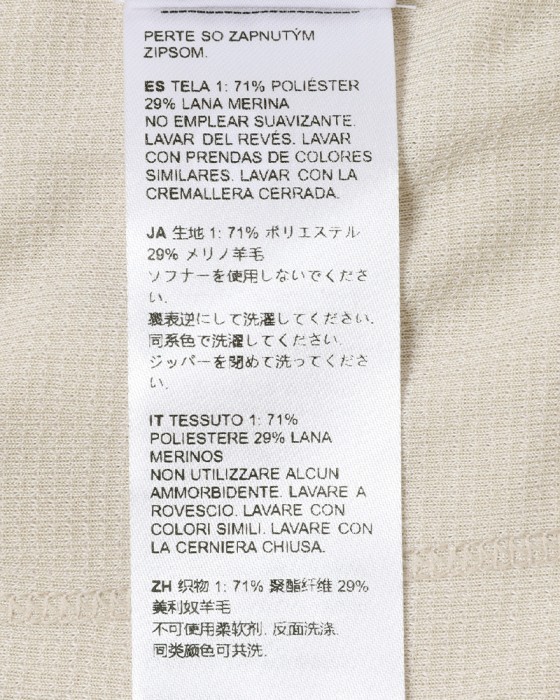 PERTE SO ZAPNUTÝM
ZIPSOM.
ES TELA 1: 71% POLIÉSTER
29% LANA MERINA
NO EMPLEAR SUAVIZANTE.
LAVAR DEL REVÉS. LAVAR
CON PRENDAS DE COLORES
SIMILARES. LAVAR CON LA
CREMALLERA CERRADA.
JA 生地 1: 71% ポリエステル
29% メリノ羊毛
ソフナーを使用しないでくださ
い.
裏表逆にして洗濯してください.
同系色で洗濯してください.
ジッパーを閉めて洗ってくださ
い.
IT TESSUTO 1: 71%
POLIESTERE 29% LANA
MERINOS
NON UTILIZZARE ALCUN
AMMORBIDENTE. LAVARE A
ROVESCIO. LAVARE CON
COLORI SIMILI. LAVARE CON
LA CERNIERA CHIUSA.
ZH 织物 1: 71% 聚酯纤维 29%
美利奴羊毛
不可使用柔软剂. 反面洗涤.
同类颜色可共洗.